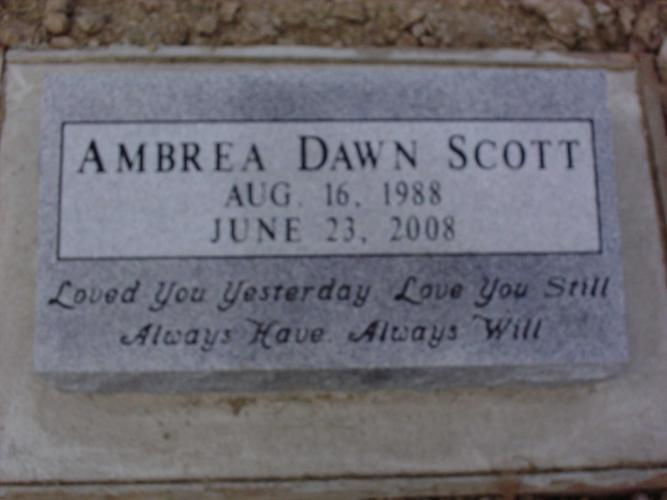 AMBREA DAWN SCOTT
AUG. 16, 1988
JUNE 23, 2008
Loved You Yesterday Love You Still
Always Have Always Will